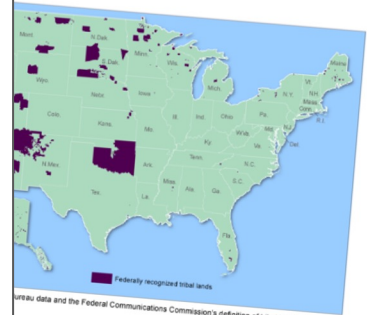 Mont.
N.Dak.
Minn.
Maine
S.Dak.
Wis.
Vt.
N.H.
Wyo.
Mich.
N.Y.
Mass.
Conn.
R.I.
Nebr.
Iowa
Pa.
N.J.
Ill.
Ind.
Ohio
Md.
Del.
Colo.
Kans.
Mo.
W.Va.
Va.
Ky.
N.C.
Tenn.
N.Mex.
Ark.
S.C.
Miss.
Ala.
Ga.
Tex.
La.
Fla.
Federally recognized tribal lands
ureau data and the Federal Communications Commission's definition of